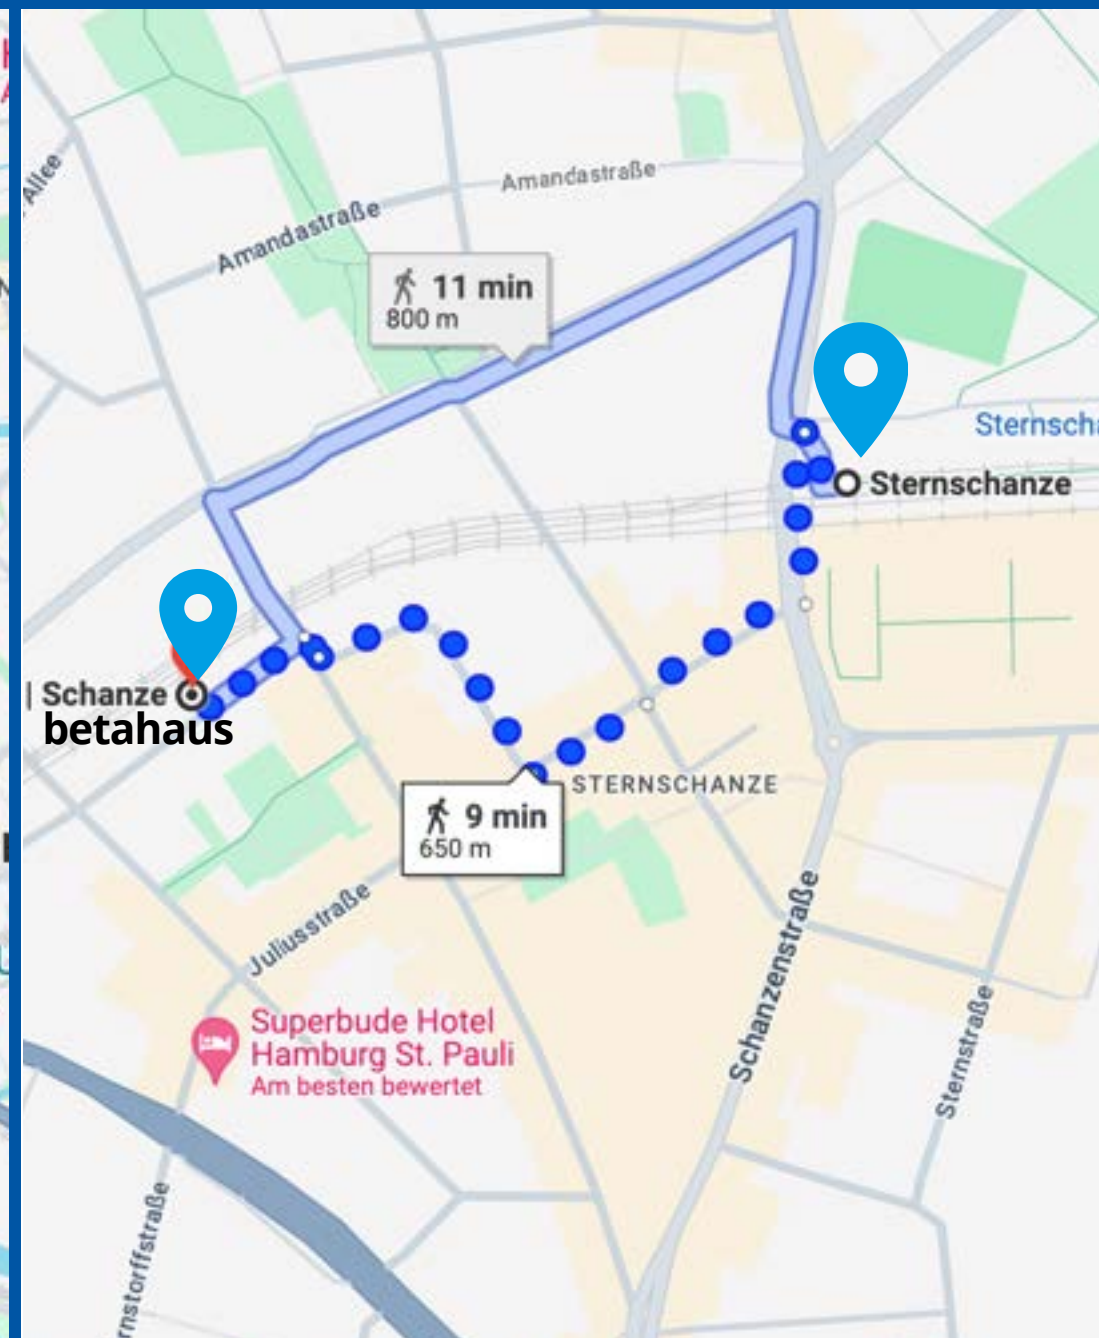 Allee
Amandastraße
Amandastraße
11 min
800 m
Sternsch
Sternschanze
| Schanze
betahaus
STERNSCHANZE
9 min
650 m
Juliusstraße
Schanzenstraße
Sternstraße
Superbude Hotel
Hamburg St. Pauli
Am besten bewertet
rnstorffstraße